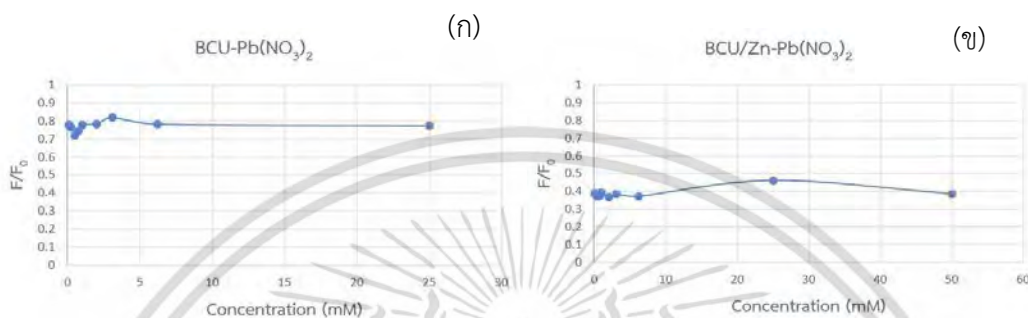 (ก)
BCU-Pb(NO3)2
1
0.9
0.8
0.7
0.6
0.5
0.4
0.3
0.2
0.1
0
F/F0
0 5 10 15 20 25 30
Concentration (mM)
(ข)
BCU/Zn-Pb(NO3)2
1
0.9
0.8
0.7
0.6
0.5
0.4
0.3
0.2
0.1
0
F/F0
0 10 20 30 40 50 60
Concentration (mM)